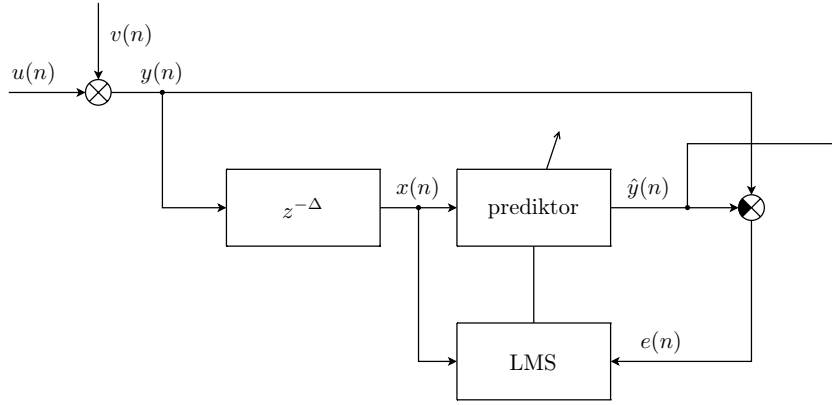 v(n)
u(n)
y(n)
z^{-Δ}
x(n)
prediktor
ŷ(n)
LMS
e(n)